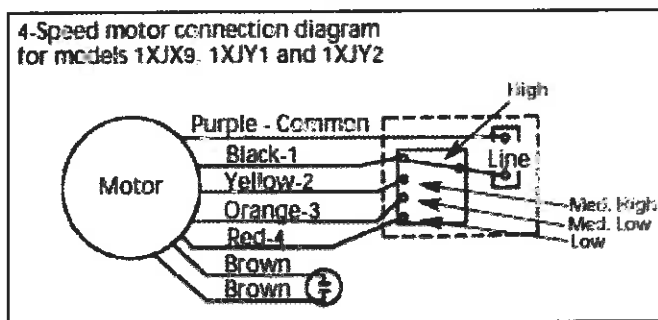 4-Speed motor connection diagram
for models 1XJX9, 1XJY1 and 1XJY2
High
Purple - Common
Black-1
Line
Motor
Yellow-2
Orange-3
Med. High
Med. Low
Red-4
Low
Brown
Brown